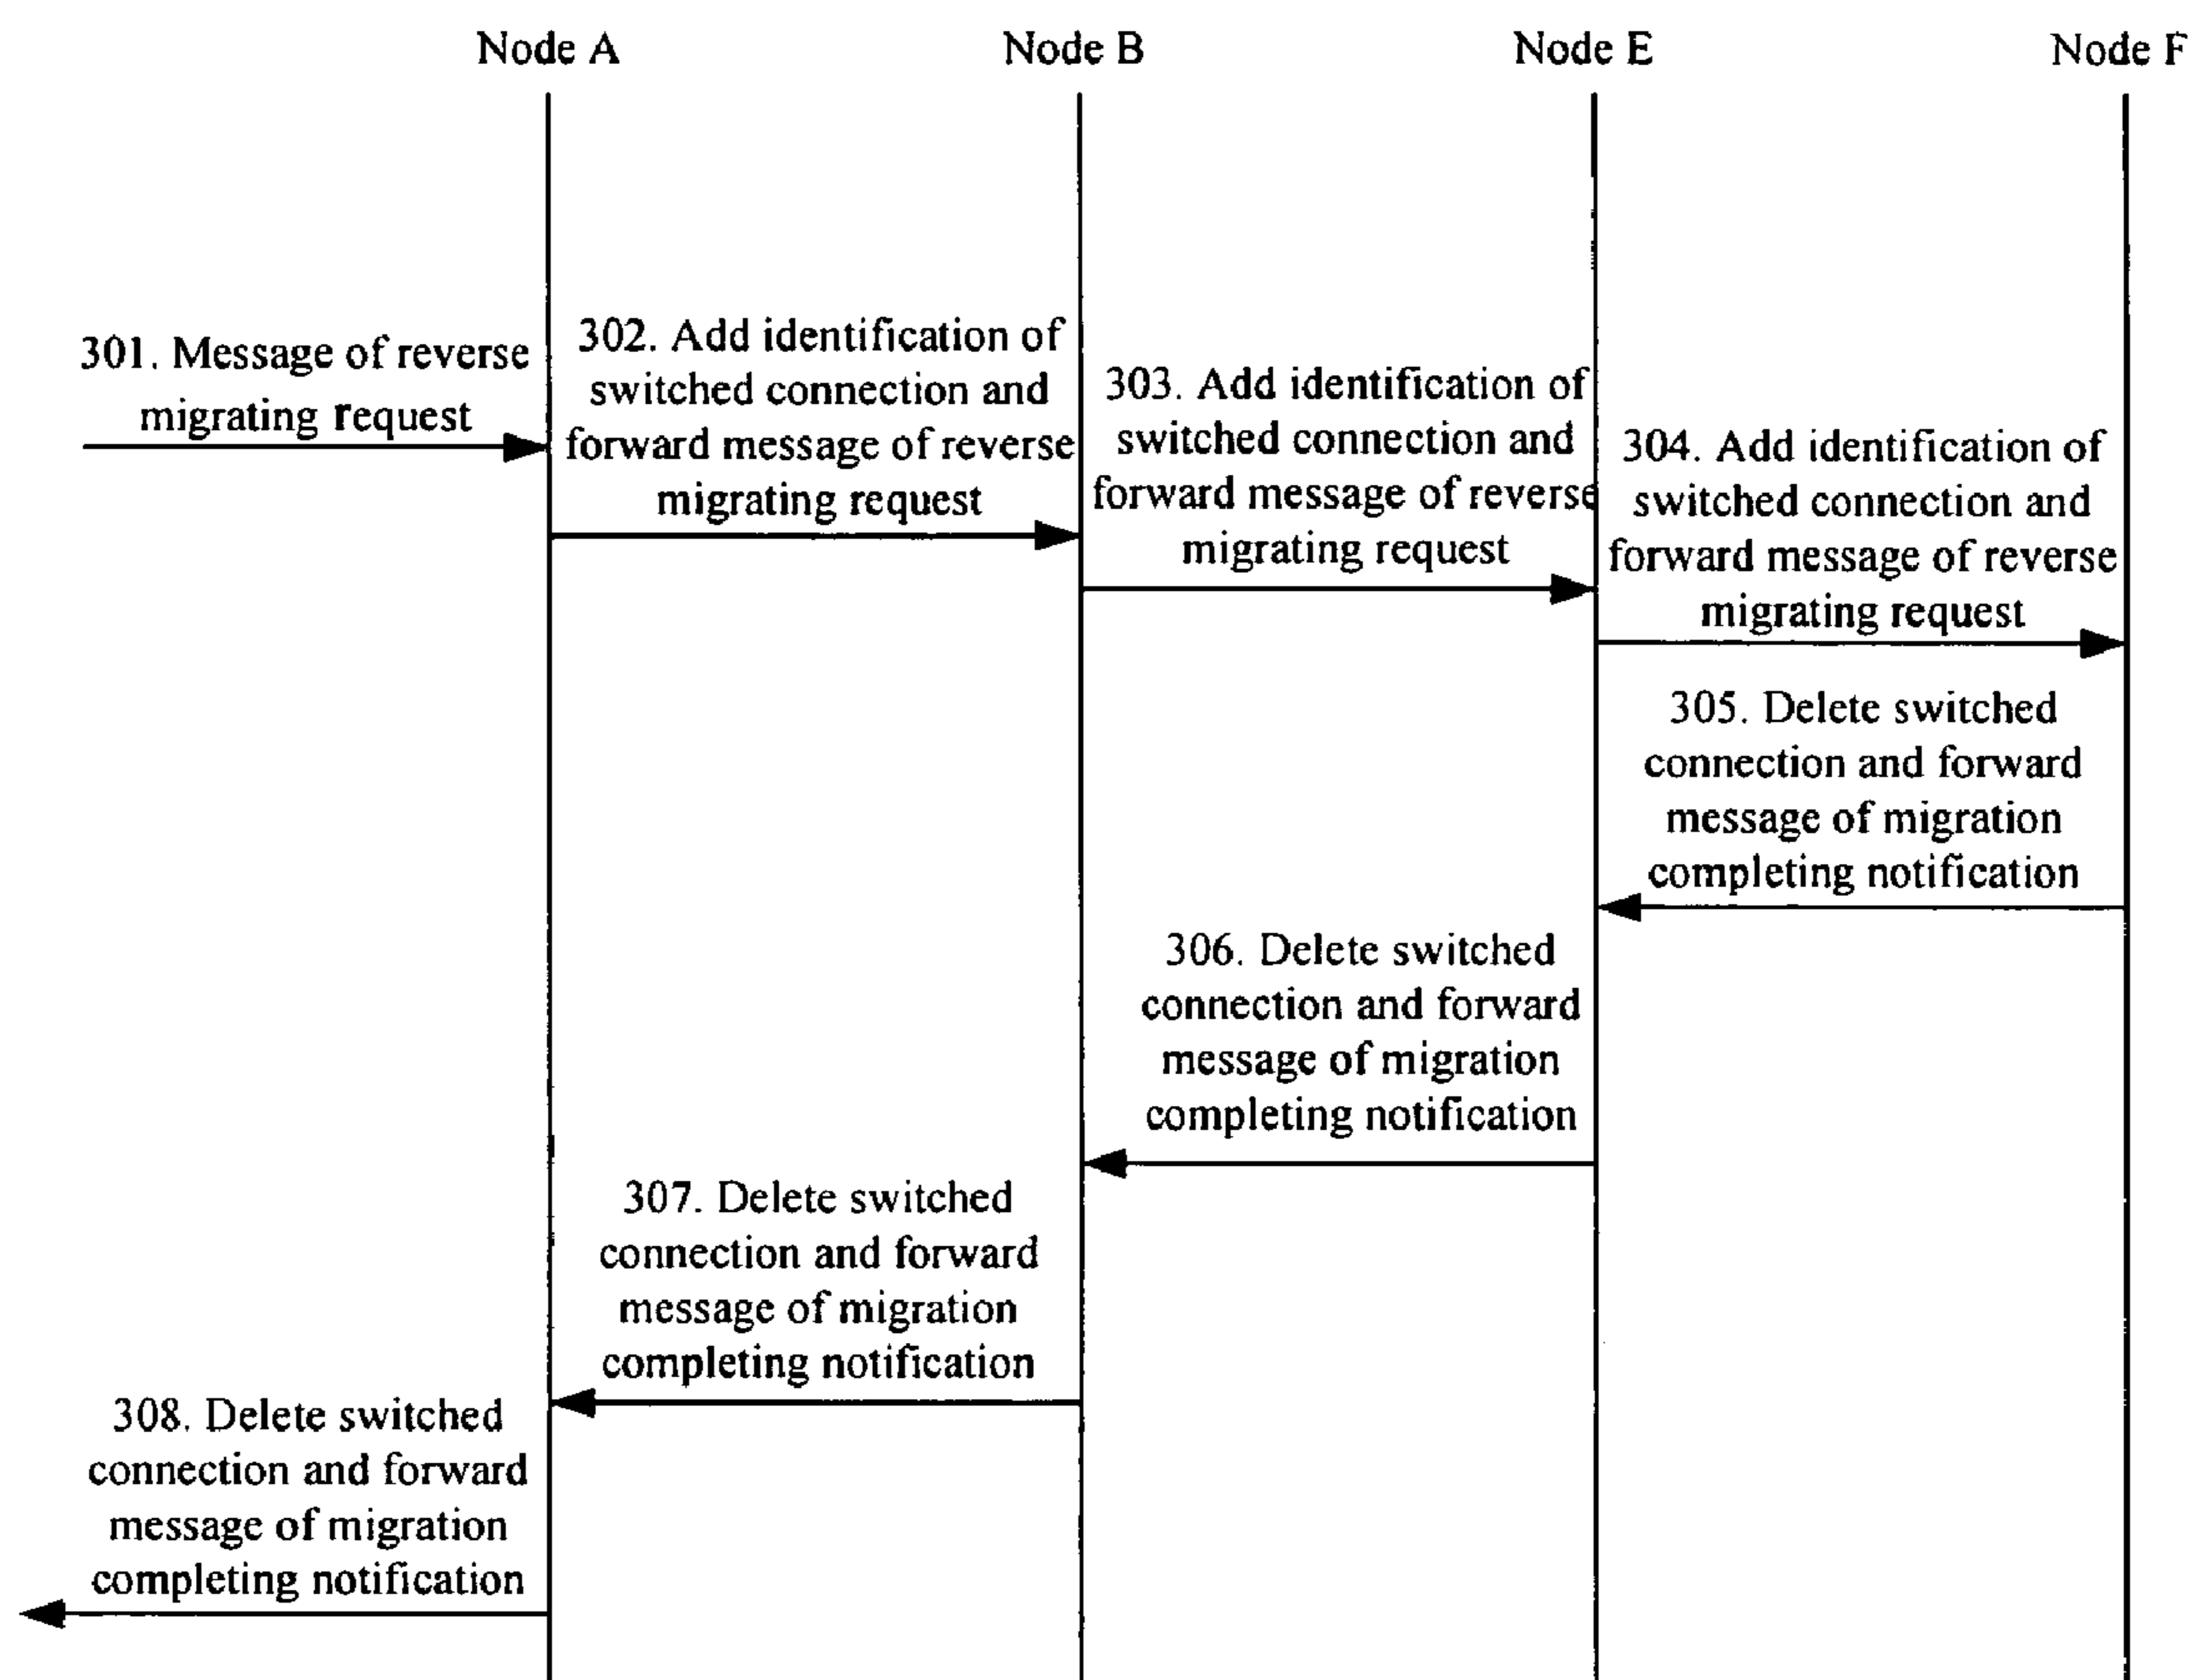 Node A
Node B
Node E
Node F
301. Message of reverse
migrating request
302. Add identification of
switched connection and
forward message of reverse
migrating request
303. Add identification of
switched connection and
forward message of reverse
migrating request
304. Add identification of
switched connection and
forward message of reverse
migrating request
305. Delete switched
connection and forward
message of migration
completing notification
306. Delete switched
connection and forward
message of migration
completing notification
307. Delete switched
connection and forward
message of migration
completing notification
308. Delete switched
connection and forward
message of migration
completing notification